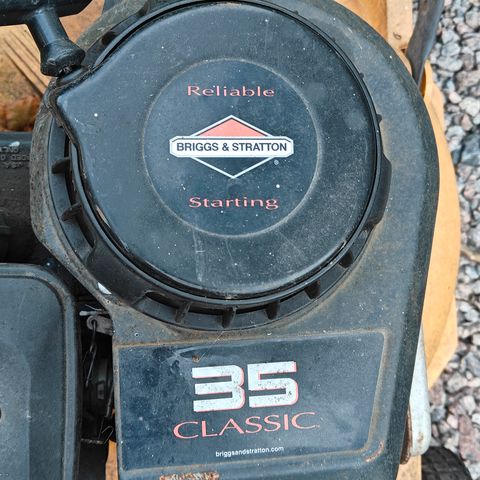 Reliable
BRIGGS & STRATTON
®
Starting
35
CLASSIC
briggsandstratton.com